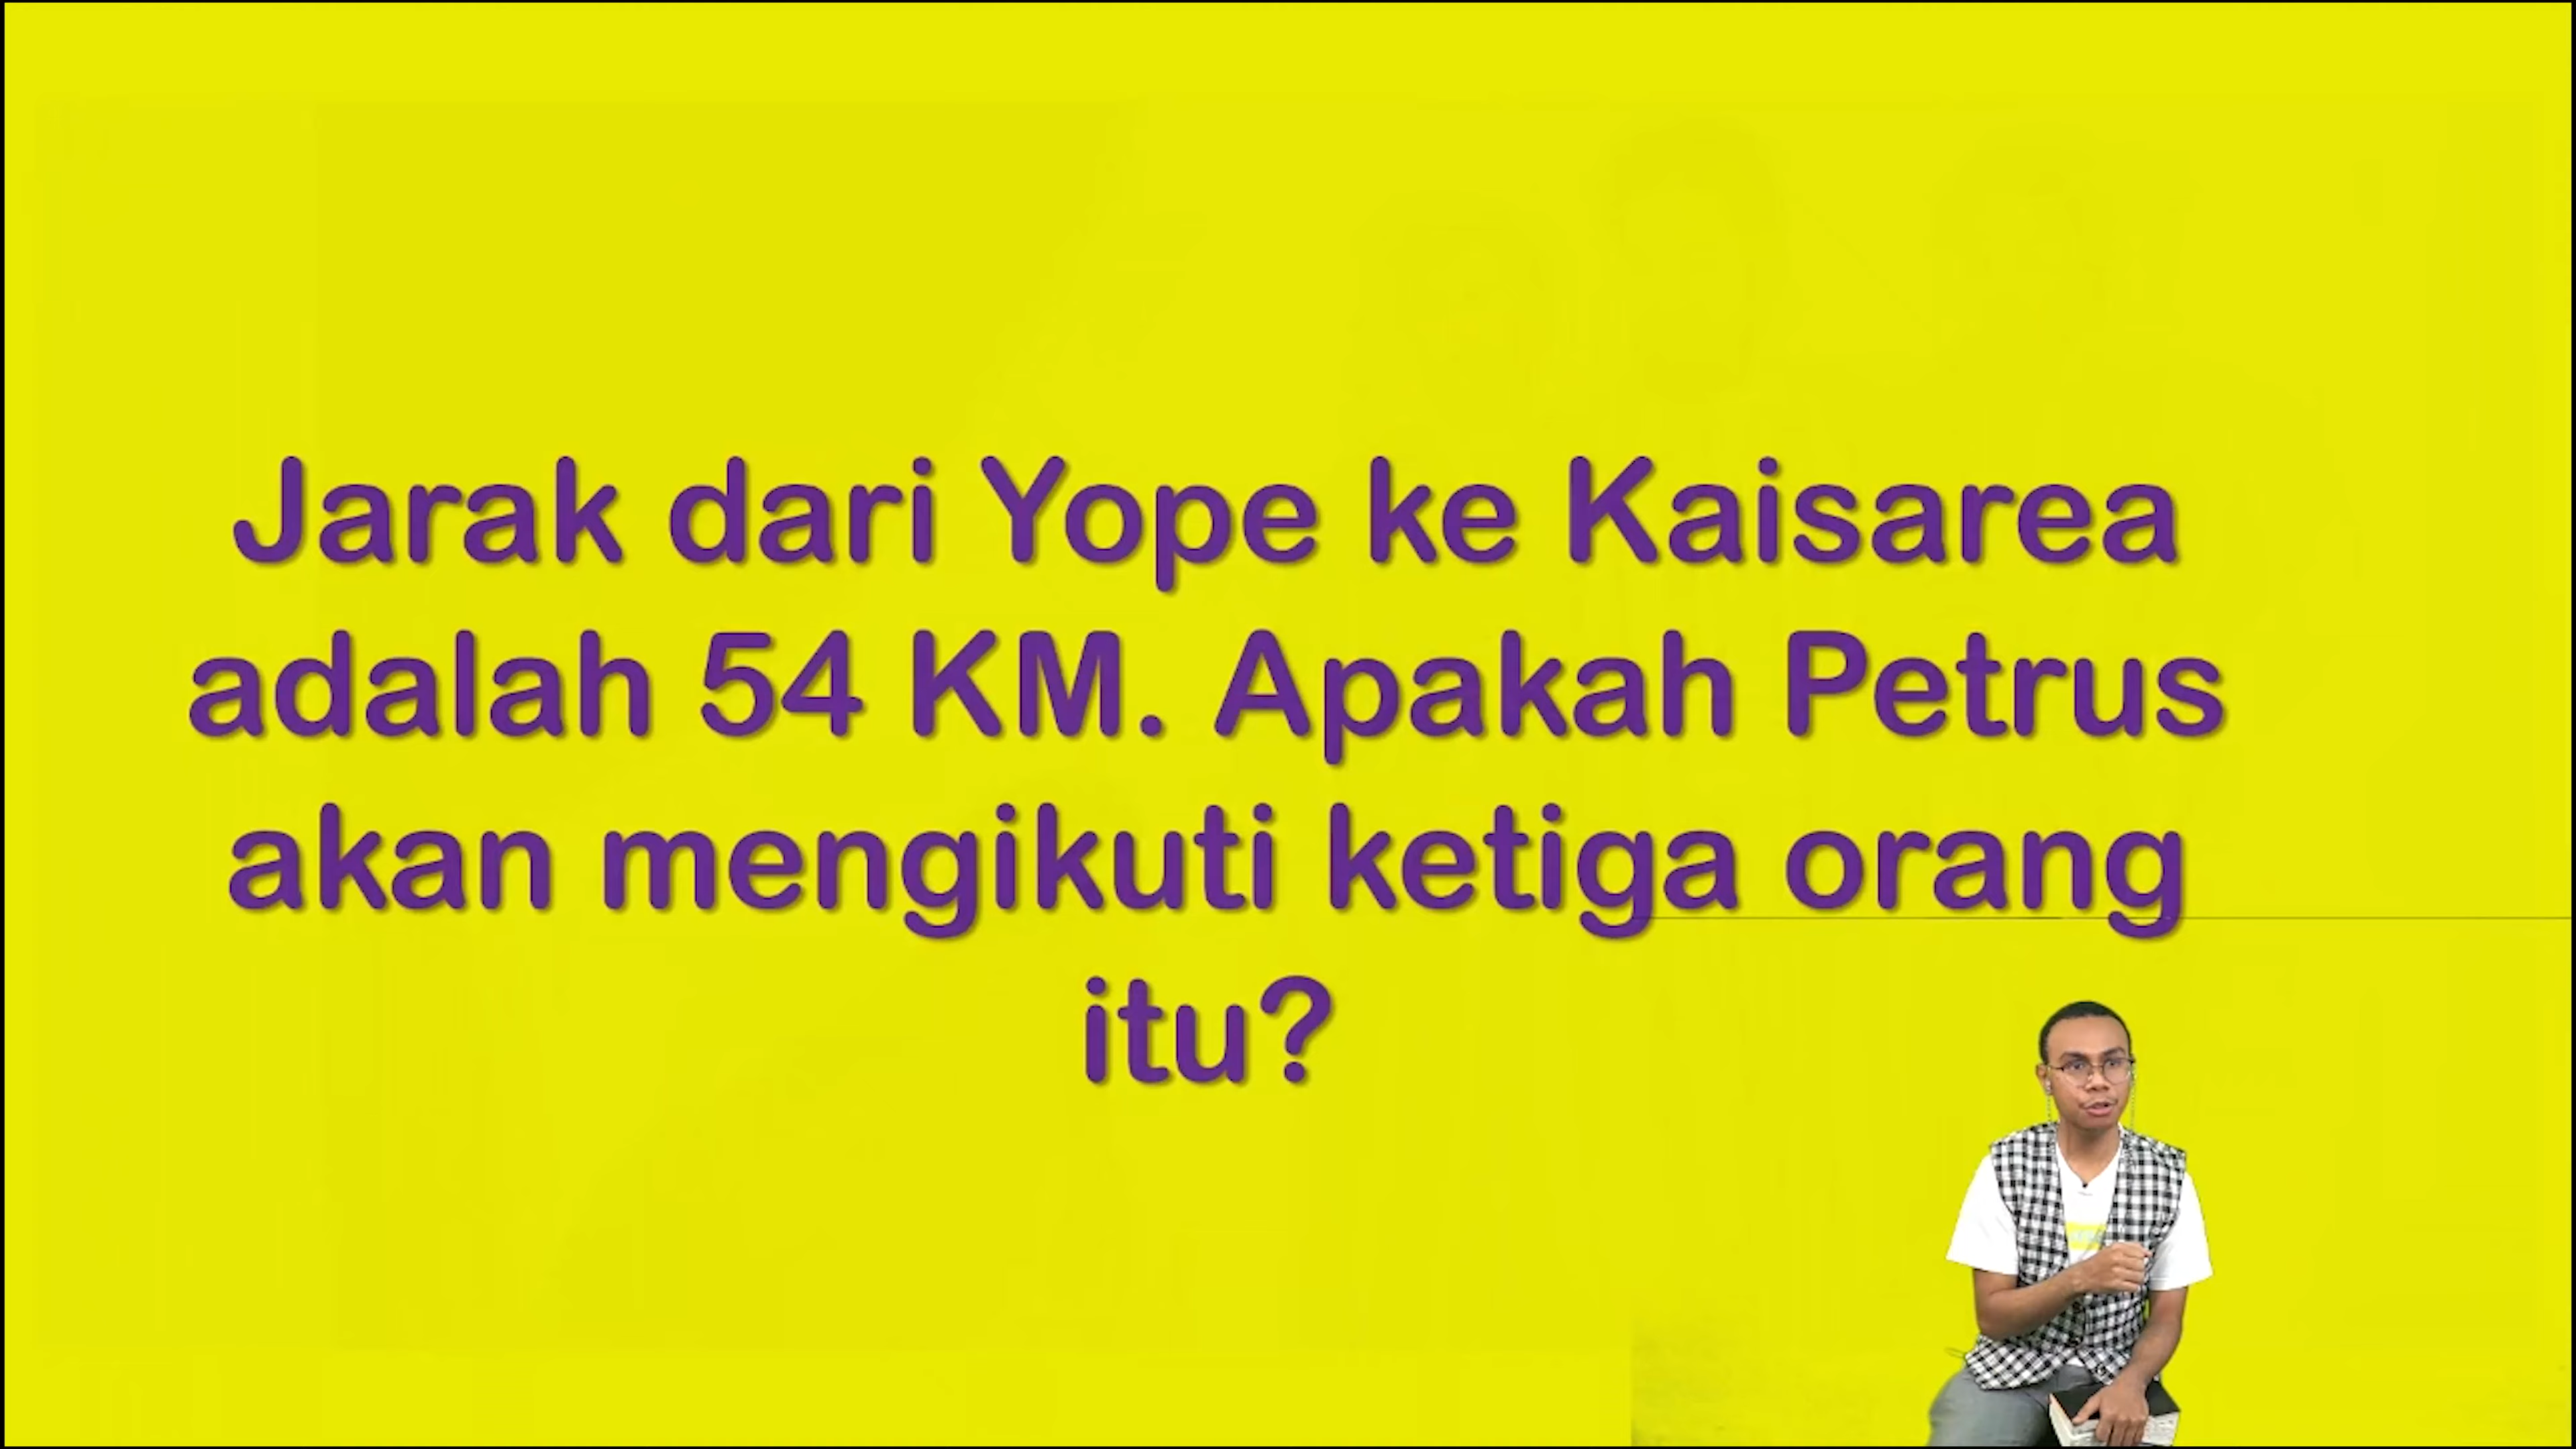 Jarak dari Yope ke Kaisarea
adalah 54 KM. Apakah Petrus
akan mengikuti ketiga orang
itu?